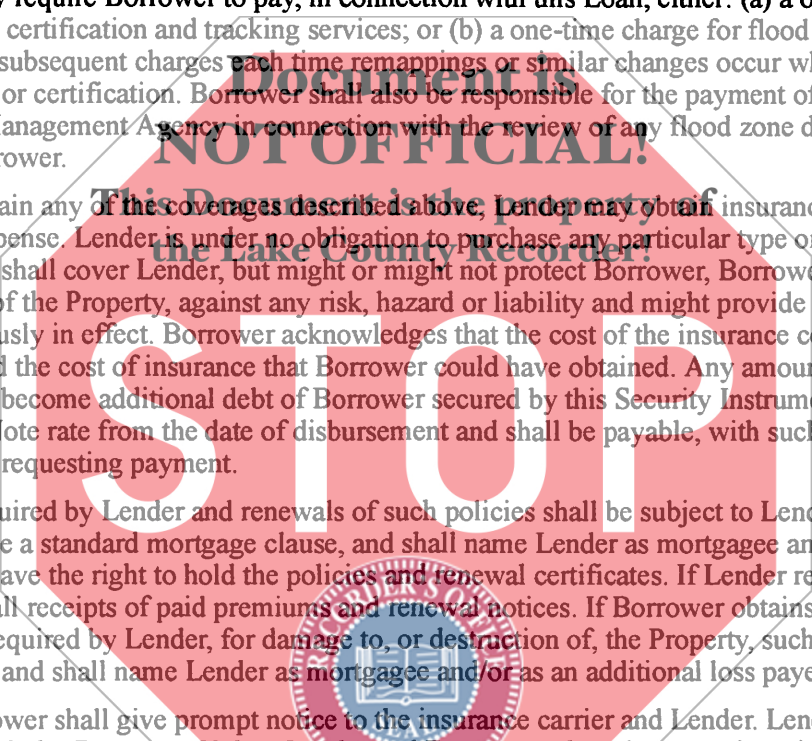 y require Borrower to pay, in connection with this Loan, either: (a) a o
certification and tracking services; or (b) a one-time charge for flood
subsequent charges each time remappings or similar changes occur wh
or certification. Borrower shall also be responsible for the payment of
Management Agency in connection with the review of any flood zone d
rower.
Document is
NOT OFFICIAL!
This Document is the property of
the Lake County Recorder!
ain any of the coverages described above, Lender may obtain insuranc
pense. Lender is under no obligation to purchase any particular type o
shall cover Lender, but might or might not protect Borrower, Borrowe
of the Property, against any risk, hazard or liability and might provide
usly in effect. Borrower acknowledges that the cost of the insurance c
d the cost of insurance that Borrower could have obtained. Any amou
become additional debt of Borrower secured by this Security Instrume
Note rate from the date of disbursement and shall be payable, with such
requesting payment.
STOP
uired by Lender and renewals of such policies shall be subject to Lend
e a standard mortgage clause, and shall name Lender as mortgagee an
ave the right to hold the policies and renewal certificates. If Lender re
all receipts of paid premiums and renewal notices. If Borrower obtains
equired by Lender, for damage to, or destruction of, the Property, such
and shall name Lender as mortgagee and/or as an additional loss paye
RECORDER'S OFFICE
SEAL
ower shall give prompt notice to the insurance carrier and Lender. Len